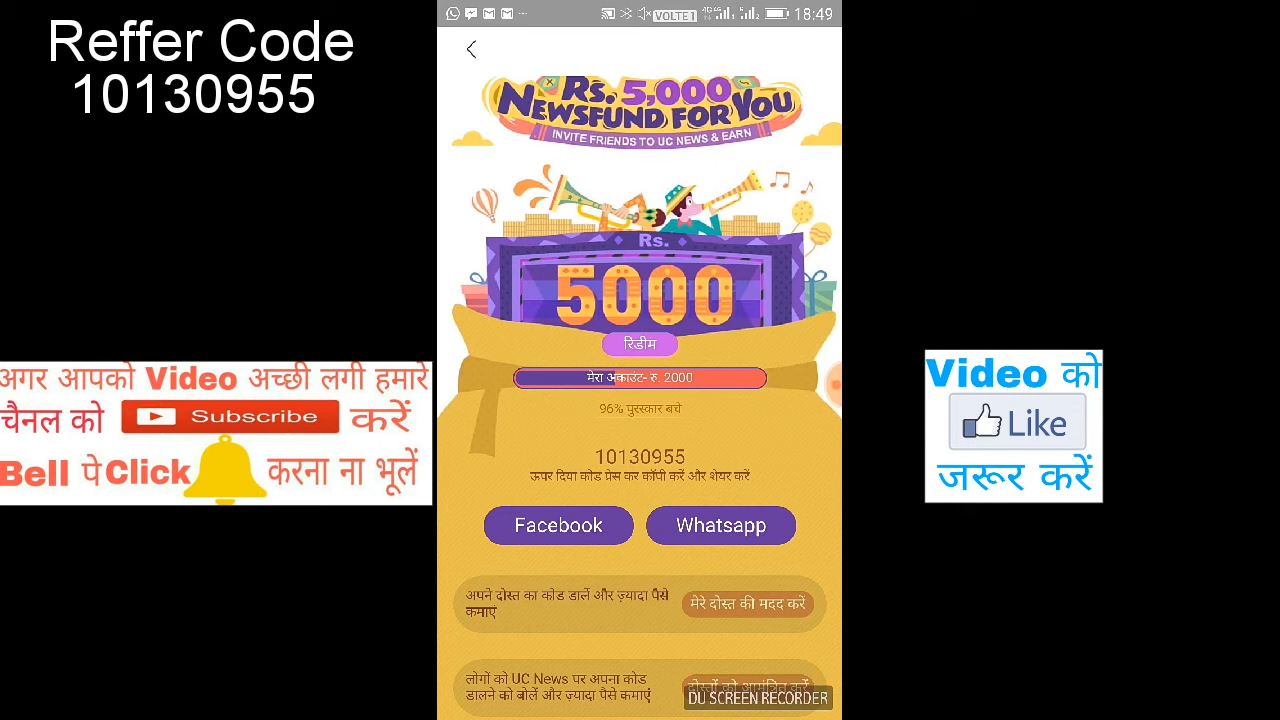 Reffer Code
10130955
VOLTE 1
18:49
Rs. 5,000
NEWSFUND FOR YOU
INVITE FRIENDS TO UC NEWS & EARN
Rs.
5000
रिडीम
मेरा अकाउंट- रु. 2000
96% पुरस्कार बचे
10130955
ऊपर दिया कोड प्रेस कर कॉपी करें और शेयर करें
Facebook
Whatsapp
अपने दोस्त का कोड डालें और ज़्यादा पैसे
कमाएं
मेरे दोस्त की मदद करें
लोगों को UC News पर अपना कोड
डालने को बोलें और ज़्यादा पैसे कमाएं
दोस्तों को आमंत्रित करें
DU SCREEN RECORDER
अगर आपको Video अच्छी लगी हमारे
चैनल को Subscribe करें
Bell पे Click करना ना भूलें
Video को
Like
जरूर करें